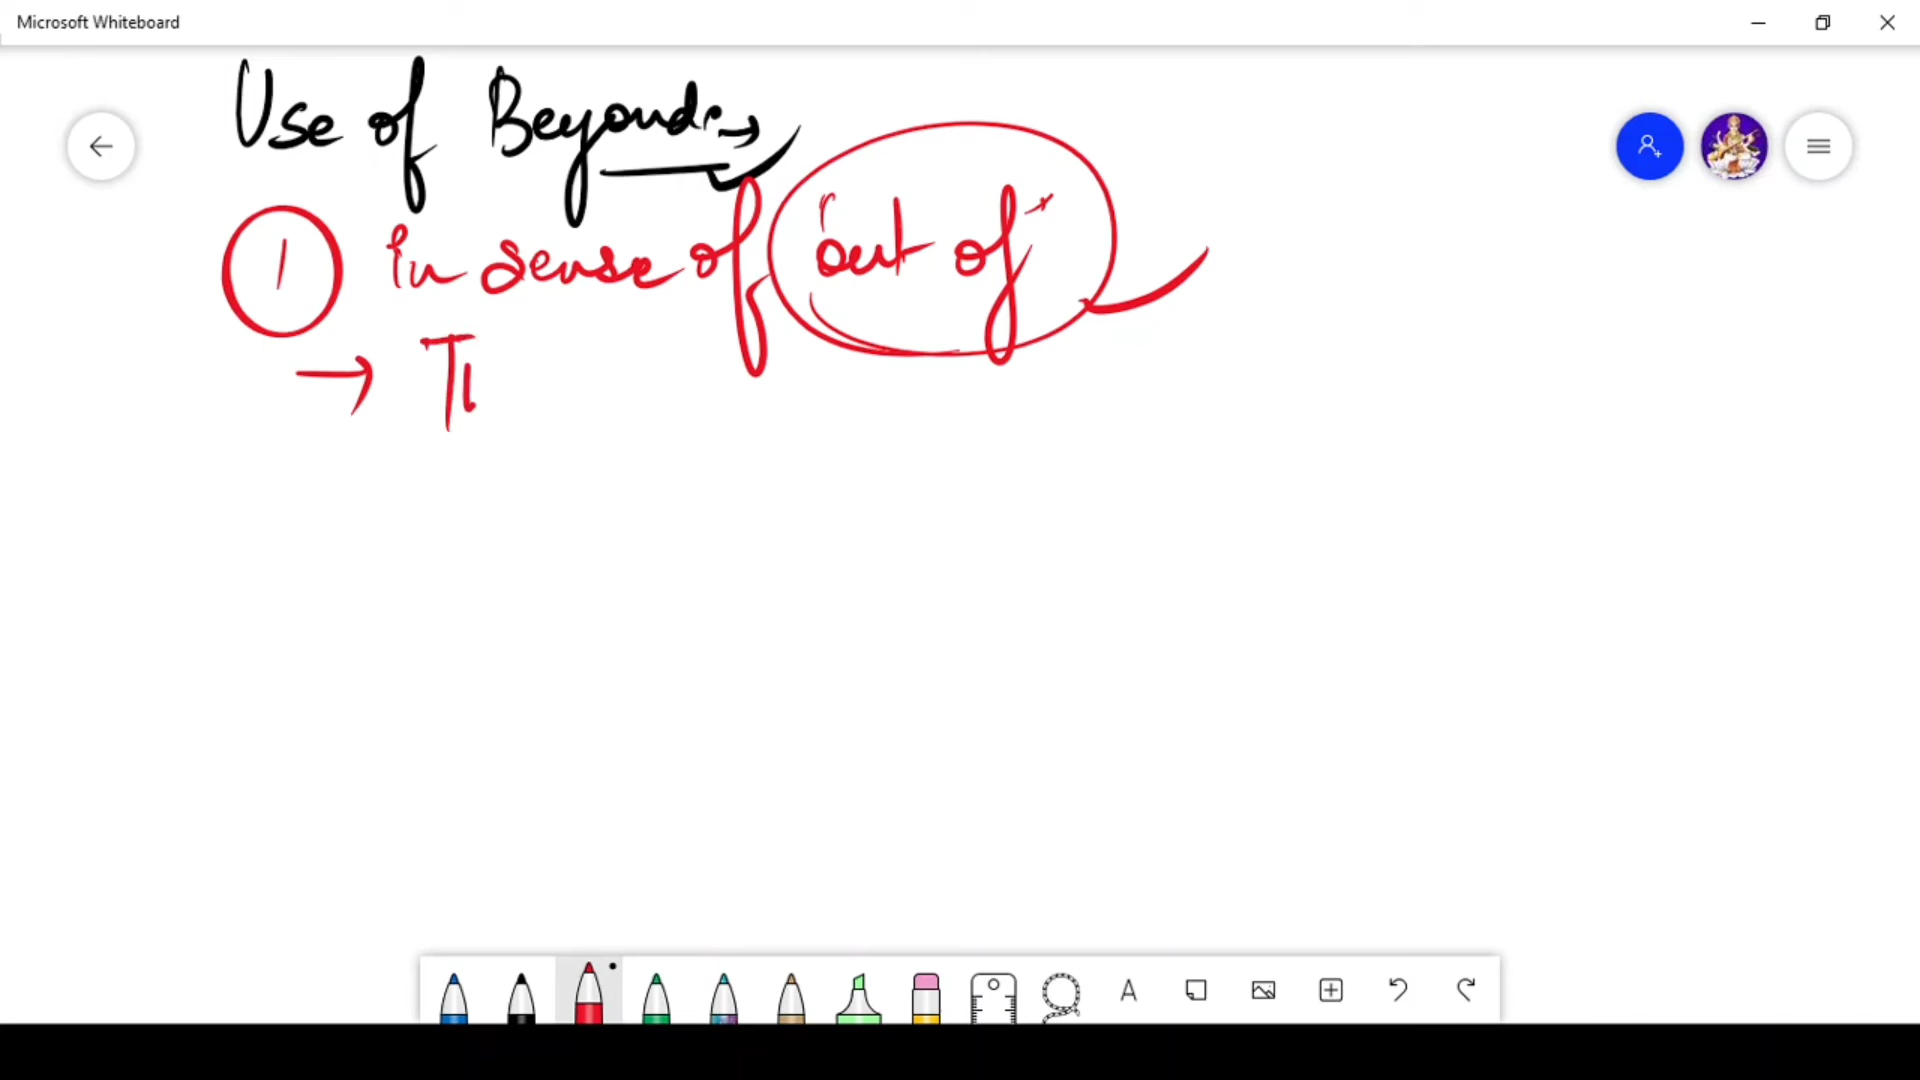 Microsoft Whiteboard
Use of Beyond:→
① in sense of "out of"
→ T